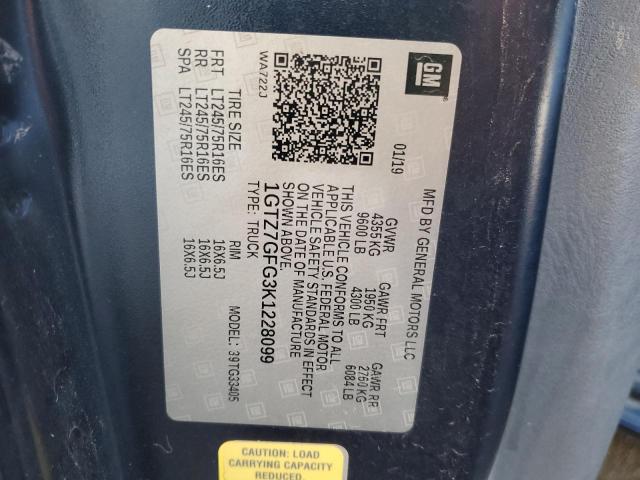 GM
MFD BY GENERAL MOTORS LLC
01/19
GVWR GAWR FRT GAWR RR
4355 KG 1950 KG 2760 KG
9600 LB 4300 LB 6084 LB
THIS VEHICLE CONFORMS TO ALL
APPLICABLE U.S. FEDERAL MOTOR
VEHICLE SAFETY STANDARDS IN EFFECT
ON THE DATE OF MANUFACTURE
SHOWN ABOVE.
1GTZ7GFG3K1228099
TYPE: TRUCK MODEL: 39TG33405
WA722J
TIRE SIZE RIM
FRT LT245/75R16ES 16X6.5J
RR LT245/75R16ES 16X6.5J
SPA LT245/75R16ES 16X6.5J
CAUTION: LOAD
CARRYING CAPACITY
REDUCED.